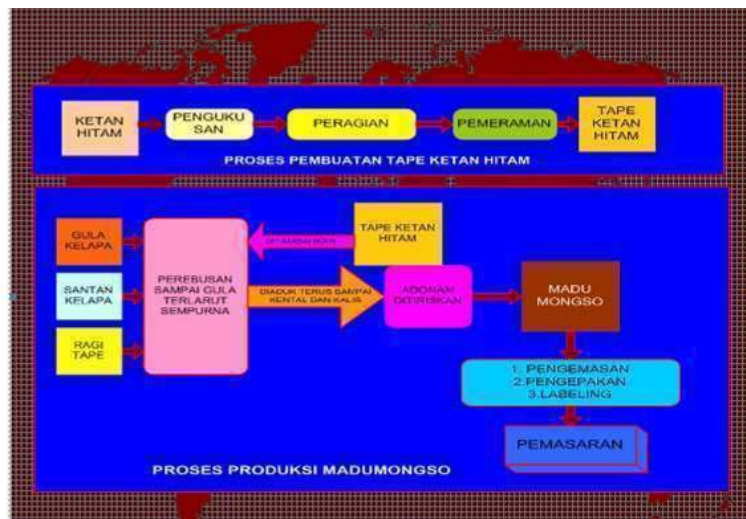 KETAN
HITAM
PENGUKU
SAN
PERAGIAN
PEMERAMAN
TAPE
KETAN
HITAM
PROSES PEMBUATAN TAPE KETAN HITAM
GULA
KELAPA
SANTAN
KELAPA
RAGI
TAPE
PEREBUSAN
SAMPAI GULA
TERLARUT
SEMPURNA
DITAMBAHKAN
TAPE KETAN
HITAM
DIADUK TERUS SAMPAI
KENTAL DAN KALIS
ADONAN
DITIRISKAN
MADU
MONGSO
1. PENGEMASAN
2.PENGEPAKAN
3.LABELING
PEMASARAN
PROSES PRODUKSI MADUMONGSO